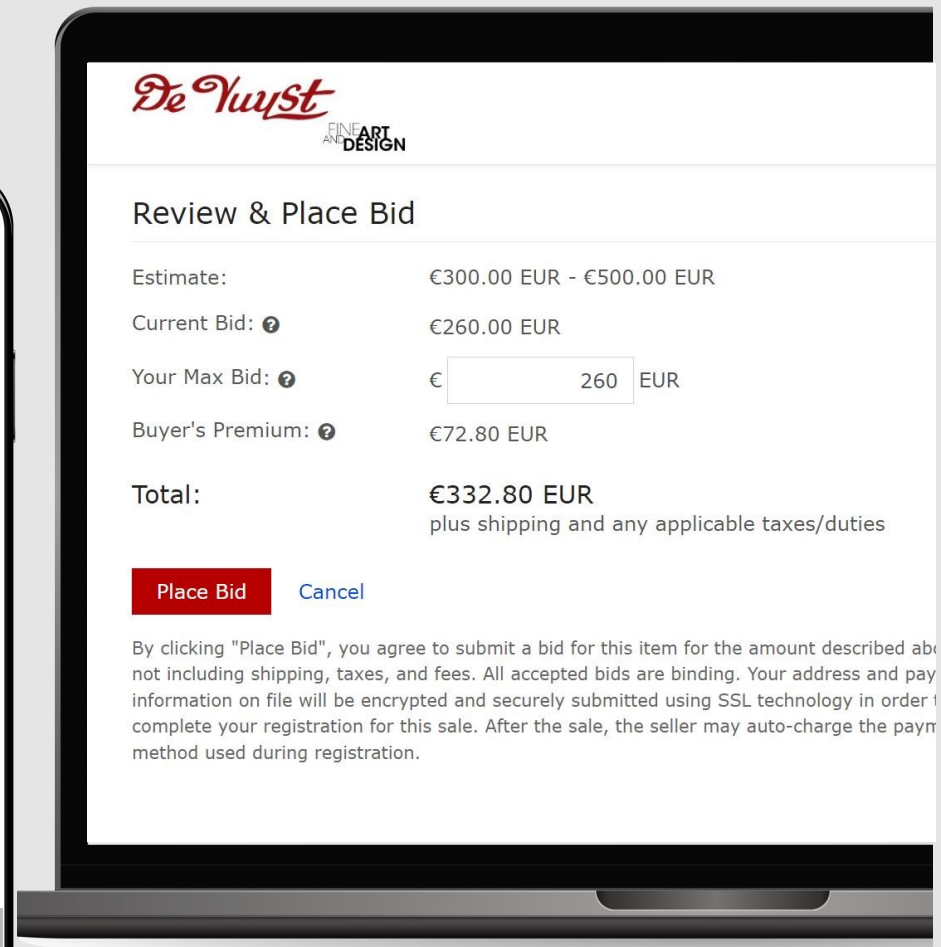 De Vuyst
FINE ART
AND DESIGN
Review & Place Bid
Estimate: €300.00 EUR - €500.00 EUR
Current Bid: ? €260.00 EUR
Your Max Bid: ? € 260 EUR
Buyer's Premium: ? €72.80 EUR
Total: €332.80 EUR
plus shipping and any applicable taxes/duties
Place Bid Cancel
By clicking "Place Bid", you agree to submit a bid for this item for the amount described
not including shipping, taxes, and fees. All accepted bids are binding. Your address and
information on file will be encrypted and securely submitted using SSL technology in order
complete your registration for this sale. After the sale, the seller may auto-charge the
method used during registration.